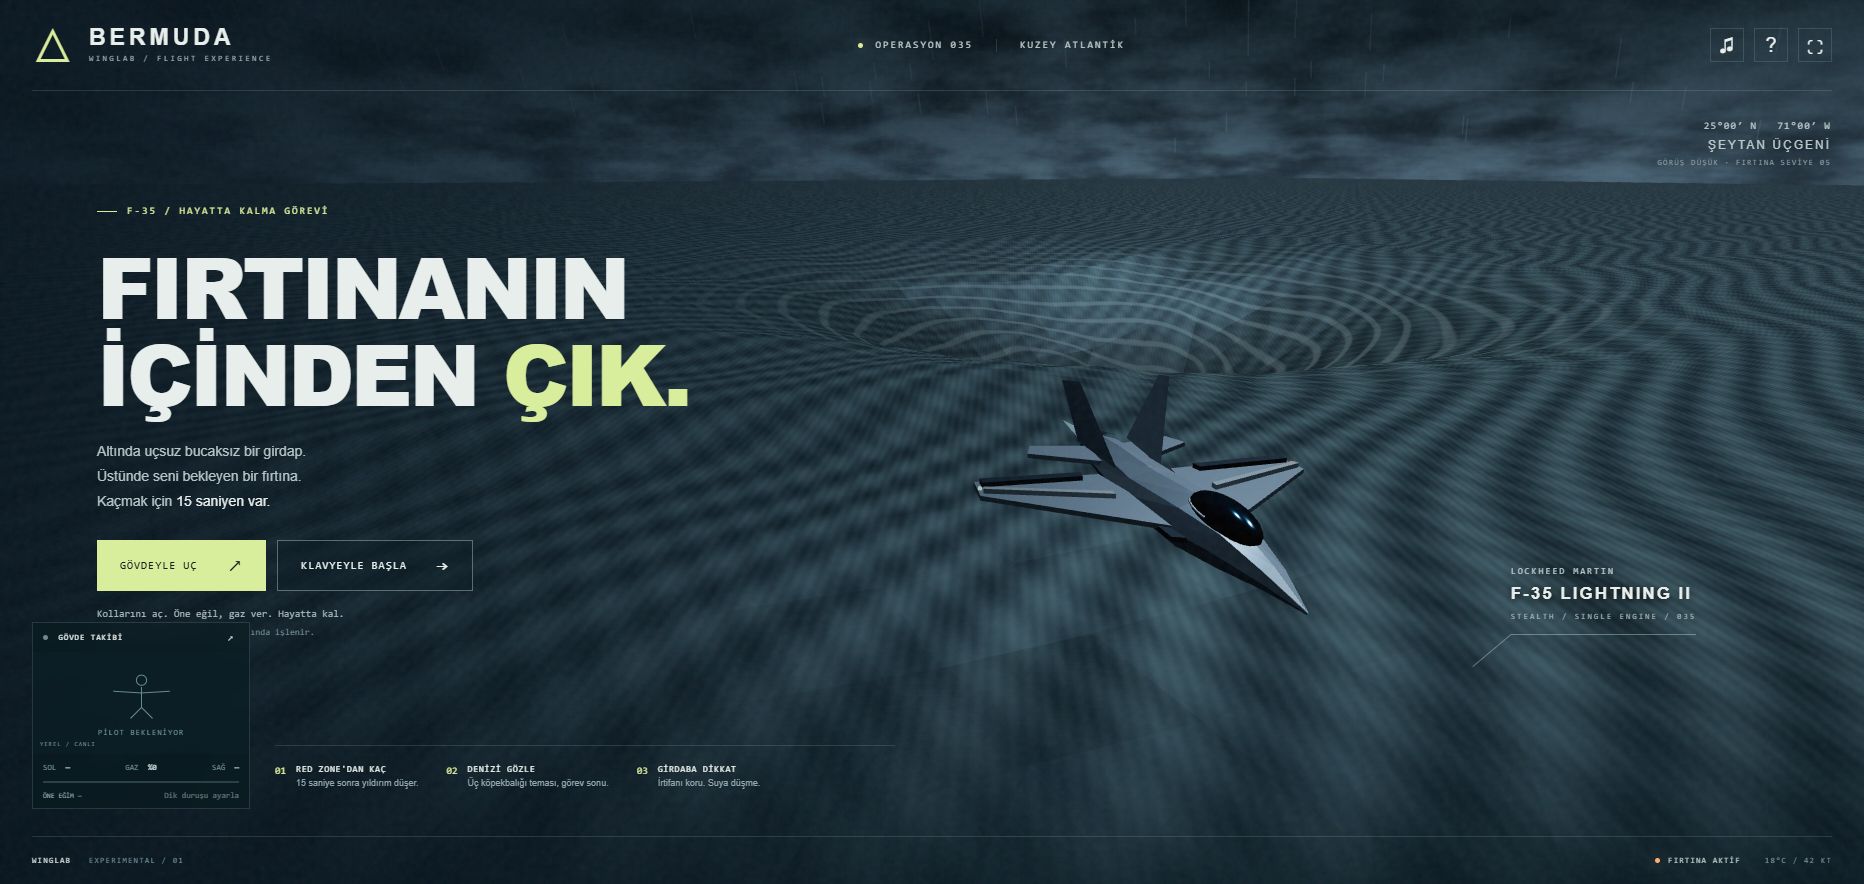 BERMUDA
WINGLAB / FLIGHT EXPERIENCE
OPERASYON 035
KUZEY ATLANTİK
?
25°00′ N 71°00′ W
ŞEYTAN ÜÇGENİ
GÖRÜŞ DÜŞÜK · FIRTINA SEVİYE 05
F-35 / HAYATTA KALMA GÖREVİ
FIRTINANIN
İÇİNDEN ÇIK.
Altında uçsuz bucaksız bir girdap.
Üstünde seni bekleyen bir fırtına.
Kaçmak için 15 saniyen var.
GÖVDEYLE UÇ ↗
KLAVYEYLE BAŞLA →
Kollarını aç. Öne eğil, gaz ver. Hayatta kal.
ında işlenir.
GÖVDE TAKİBİ ↗
PİLOT BEKLENİYOR
YEREL / CANLI
SOL — GAZ %0 SAĞ —
ÖNE EĞİM — Dik duruşu ayarla
LOCKHEED MARTIN
F-35 LIGHTNING II
STEALTH / SINGLE ENGINE / 035
01 RED ZONE'DAN KAÇ
15 saniye sonra yıldırım düşer.
02 DENİZİ GÖZLE
Üç köpekbalığı teması, görev sonu.
03 GİRDABA DİKKAT
İrtifanı koru. Suya düşme.
WINGLAB EXPERIMENTAL / 01
FIRTINA AKTİF 18°C / 42 KT